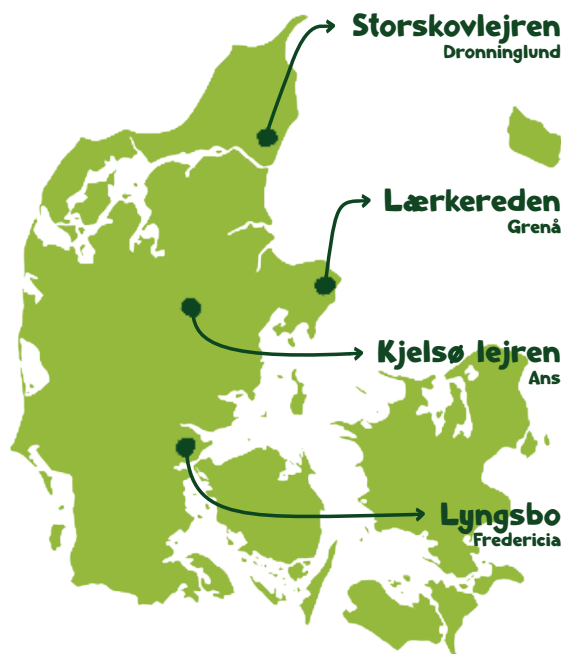 Storskovlejren
Dronninglund
Lærkereden
Grenå
Kjelsø lejren
Ans
Lyngsbo
Fredericia